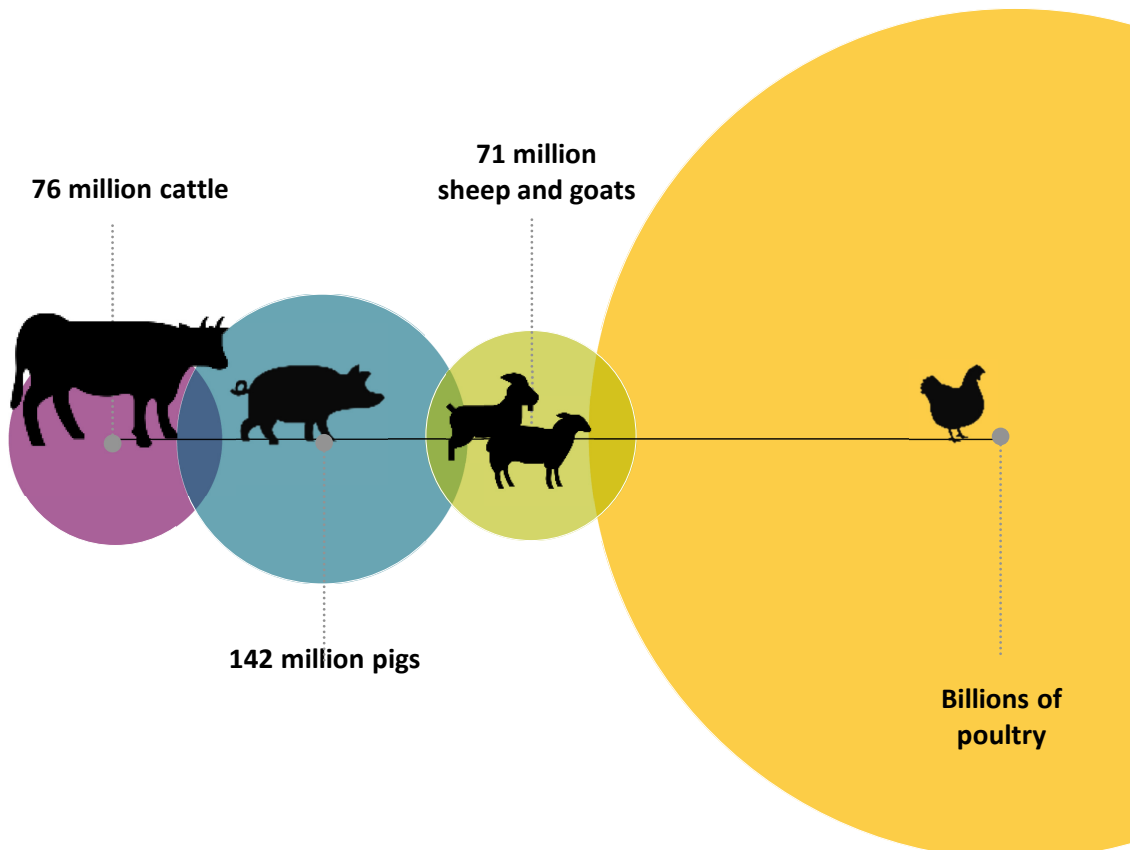 76 million cattle
71 million
sheep and goats
142 million pigs
Billions of
poultry